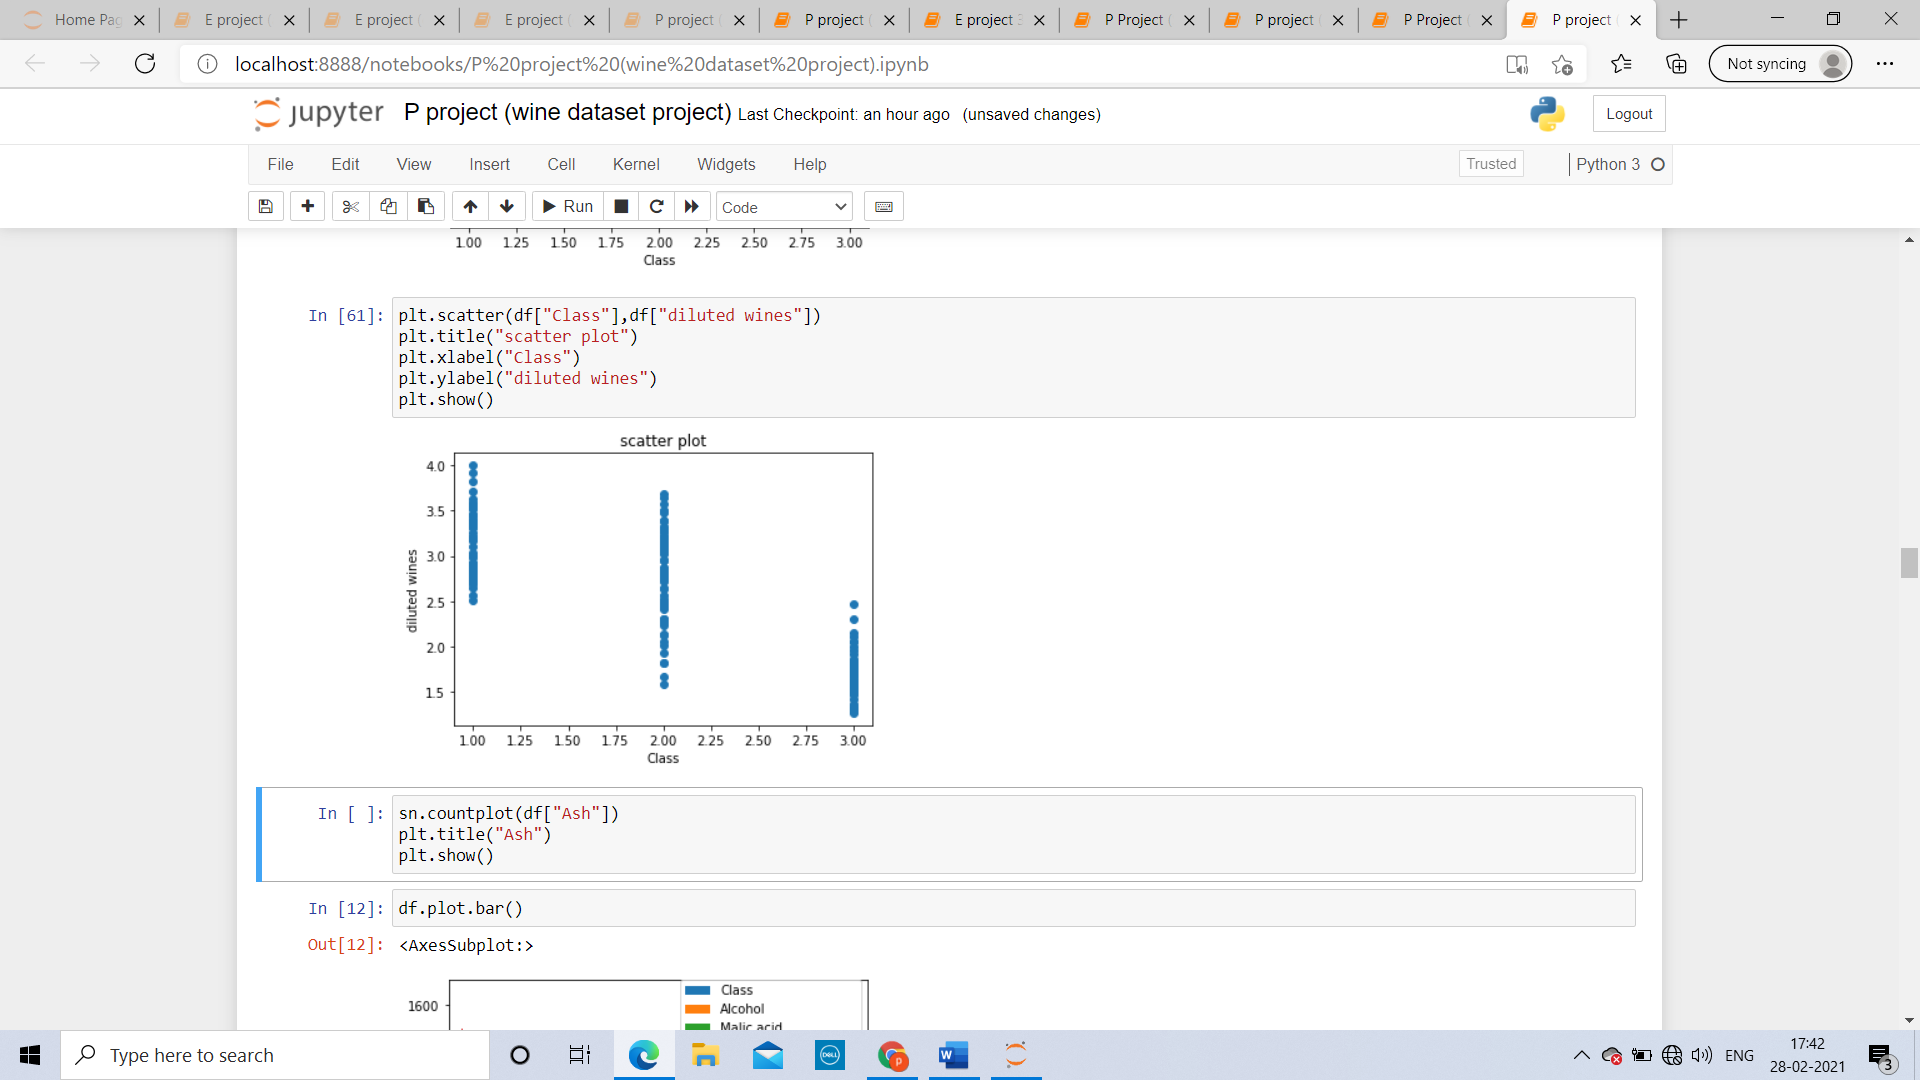 Home Pag
E project (
E project (
E project (
P project (
P project (
E project 3
P Project (
P project (
P Project (
P project (
localhost:8888/notebooks/P%20project%20(wine%20dataset%20project).ipynb
Not syncing
jupyter P project (wine dataset project) Last Checkpoint: an hour ago (unsaved changes)
Logout
File Edit View Insert Cell Kernel Widgets Help
Trusted
Python 3
Run
Code
1.00 1.25 1.50 1.75 2.00 2.25 2.50 2.75 3.00
Class
In [61]: plt.scatter(df["Class"],df["diluted wines"])
plt.title("scatter plot")
plt.xlabel("Class")
plt.ylabel("diluted wines")
plt.show()
scatter plot
4.0
3.5
3.0
2.5
2.0
1.5
diluted wines
1.00 1.25 1.50 1.75 2.00 2.25 2.50 2.75 3.00
Class
In [ ]: sn.countplot(df["Ash"])
plt.title("Ash")
plt.show()
In [12]: df.plot.bar()
Out[12]: <AxesSubplot:>
1600
Class
Alcohol
Malic acid
Type here to search
DELL
P
W
ENG
17:42
28-02-2021
3